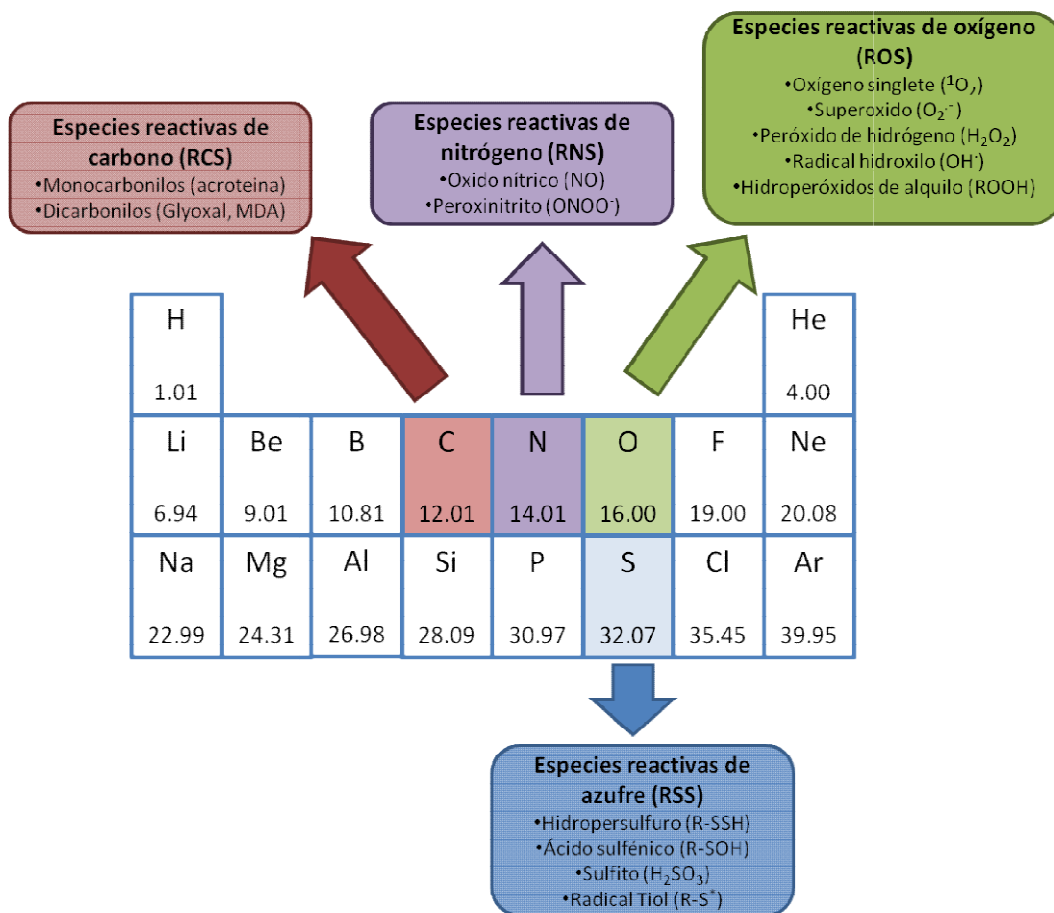 Especies reactivas de oxígeno
(ROS)
•Oxígeno singlete (¹O₂)
•Superoxido (O₂·⁻)
•Peróxido de hidrógeno (H₂O₂)
•Radical hidroxilo (OH·)
•Hidroperóxidos de alquilo (ROOH)
Especies reactivas de
carbono (RCS)
•Monocarbonilos (acroteina)
•Dicarbonilos (Glyoxal, MDA)
Especies reactivas de
nitrógeno (RNS)
•Oxido nítrico (NO)
•Peroxinitrito (ONOO⁻)
H He
1.01 4.00
Li Be B C N O F Ne
6.94 9.01 10.81 12.01 14.01 16.00 19.00 20.08
Na Mg Al Si P S Cl Ar
22.99 24.31 26.98 28.09 30.97 32.07 35.45 39.95
Especies reactivas de
azufre (RSS)
•Hidropersulfuro (R-SSH)
•Ácido sulfénico (R-SOH)
•Sulfito (H₂SO₃)
•Radical Tiol (R-S*)